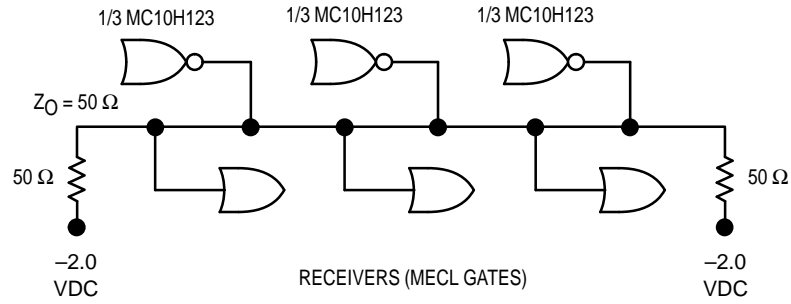 1/3 MC10H123
1/3 MC10H123
1/3 MC10H123
ZO = 50 Ω
50 Ω
50 Ω
–2.0
VDC
RECEIVERS (MECL GATES)
–2.0
VDC